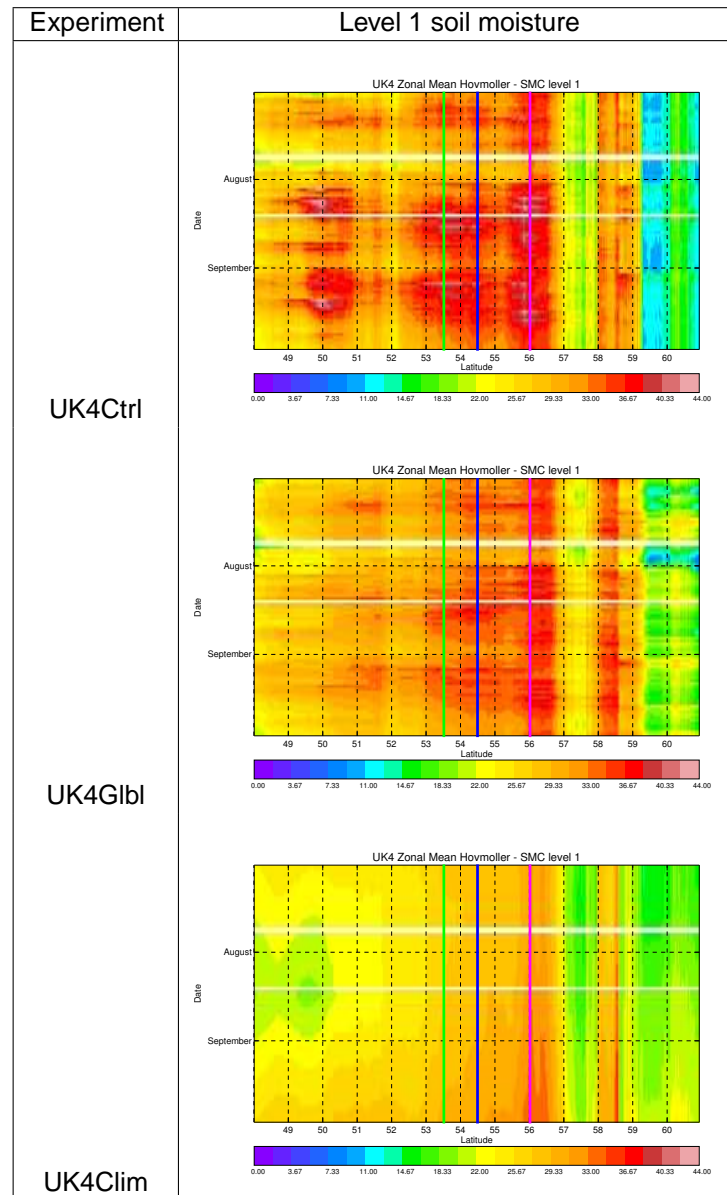 Experiment Level 1 soil moisture
UK4 Zonal Mean Hovmoller - SMC level 1
August
Date
September
49 50 51 52 53 54 55 56 57 58 59 60
Latitude
0.00 3.67 7.33 11.00 14.67 18.33 22.00 25.67 29.33 33.00 36.67 40.33 44.00
UK4Ctrl
UK4 Zonal Mean Hovmoller - SMC level 1
August
Date
September
49 50 51 52 53 54 55 56 57 58 59 60
Latitude
0.00 3.67 7.33 11.00 14.67 18.33 22.00 25.67 29.33 33.00 36.67 40.33 44.00
UK4Glbl
UK4 Zonal Mean Hovmoller - SMC level 1
August
Date
September
49 50 51 52 53 54 55 56 57 58 59 60
Latitude
0.00 3.67 7.33 11.00 14.67 18.33 22.00 25.67 29.33 33.00 36.67 40.33 44.00
UK4Clim